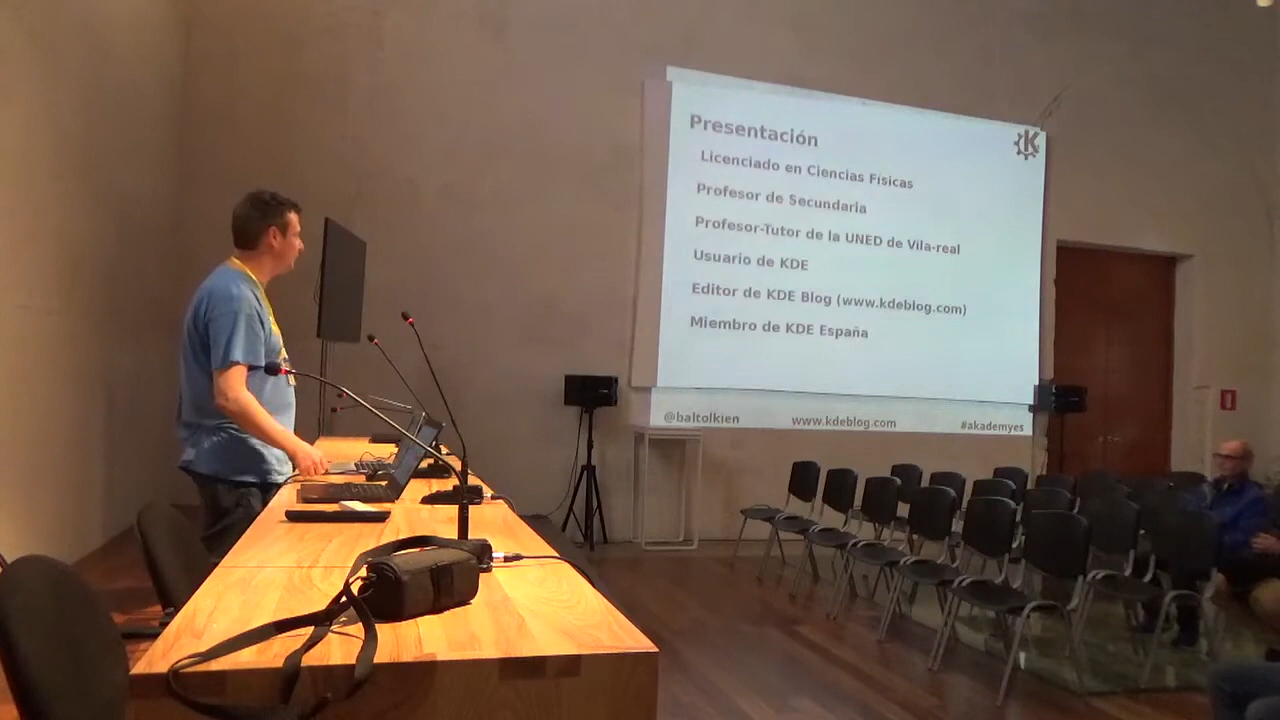 Presentación
Licenciado en Ciencias Físicas
Profesor de Secundaria
Profesor-Tutor de la UNED de Vila-real
Usuario de KDE
Editor de KDE Blog (www.kdeblog.com)
Miembro de KDE España
@baltolkien www.kdeblog.com #akademyes